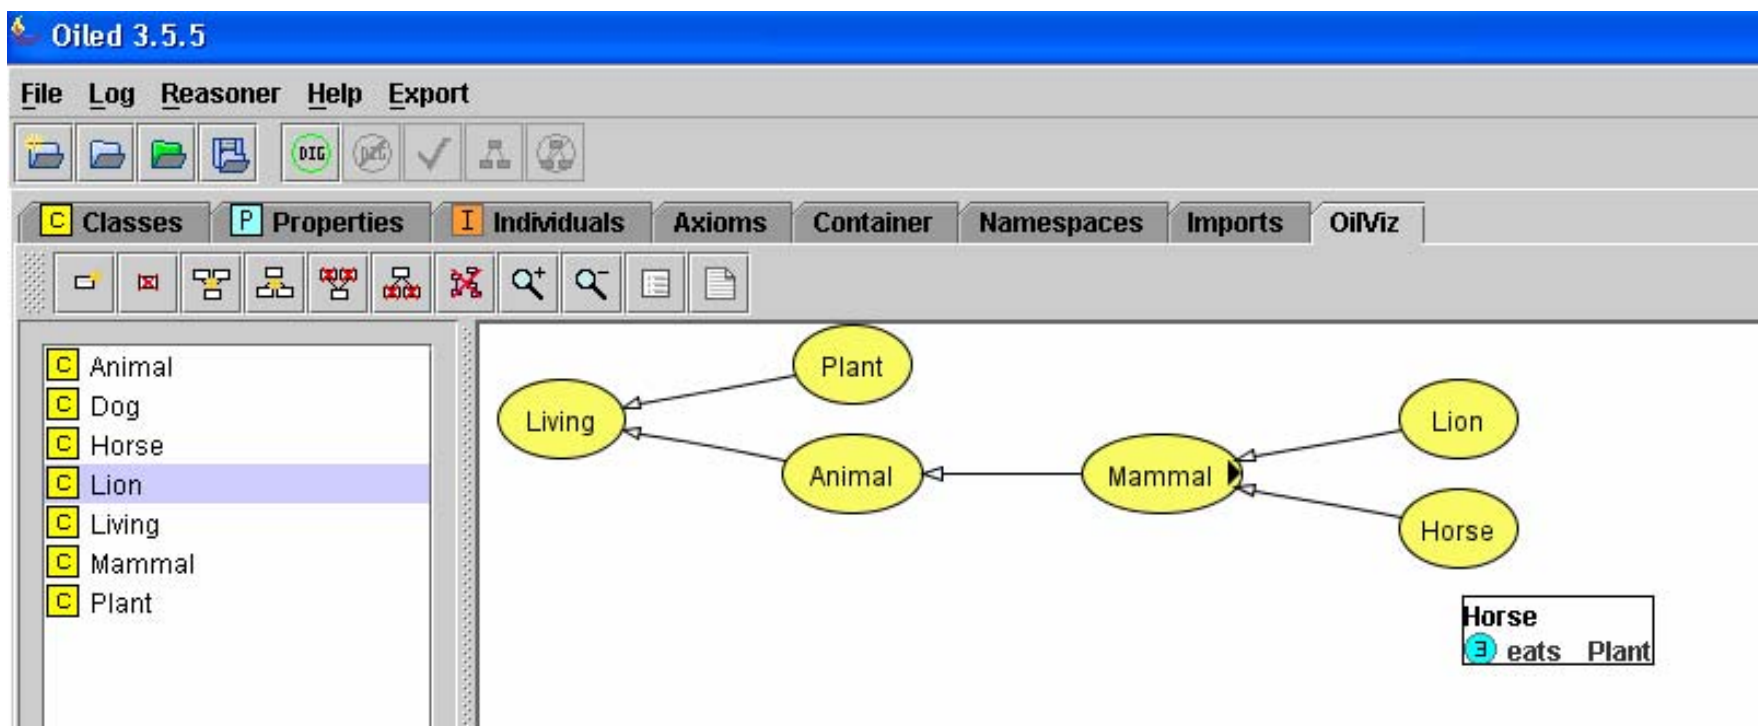 Oiled 3.5.5
File Log Reasoner Help Export
DIG DIG
C Classes P Properties I Individuals Axioms Container Namespaces Imports OilViz
C Animal
C Dog
C Horse
C Lion
C Living
C Mammal
C Plant
Plant
Living
Lion
Animal
Mammal
Horse
Horse
∃ eats Plant